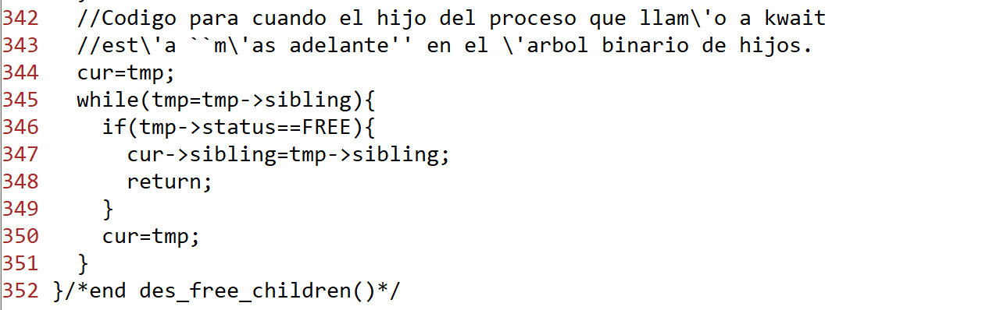 342 //Codigo para cuando el hijo del proceso que llam\'o a kwait
343 //est\'a ``m\'as adelante'' en el \'arbol binario de hijos.
344 cur=tmp;
345 while(tmp=tmp->sibling){
346 if(tmp->status==FREE){
347 cur->sibling=tmp->sibling;
348 return;
349 }
350 cur=tmp;
351 }
352 }/*end des_free_children()*/